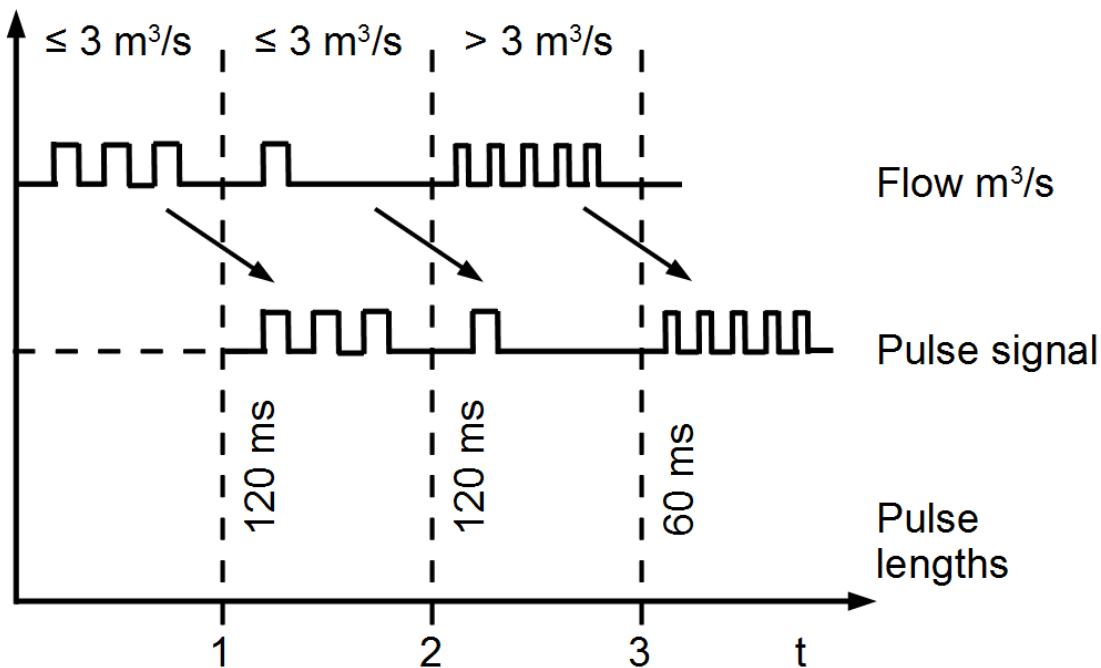 ≤ 3 m³/s ≤ 3 m³/s > 3 m³/s
Flow m³/s
Pulse signal
120 ms
120 ms
60 ms
Pulse
lengths
1 2 3 t